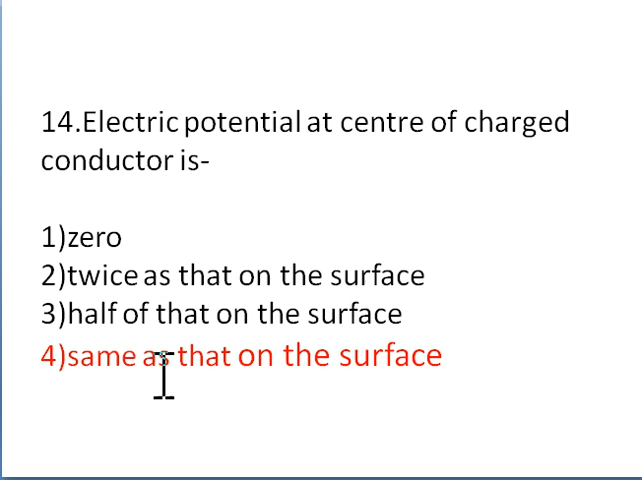 14.Electric potential at centre of charged
conductor is-
1)zero
2)twice as that on the surface
3)half of that on the surface
4)same as that on the surface